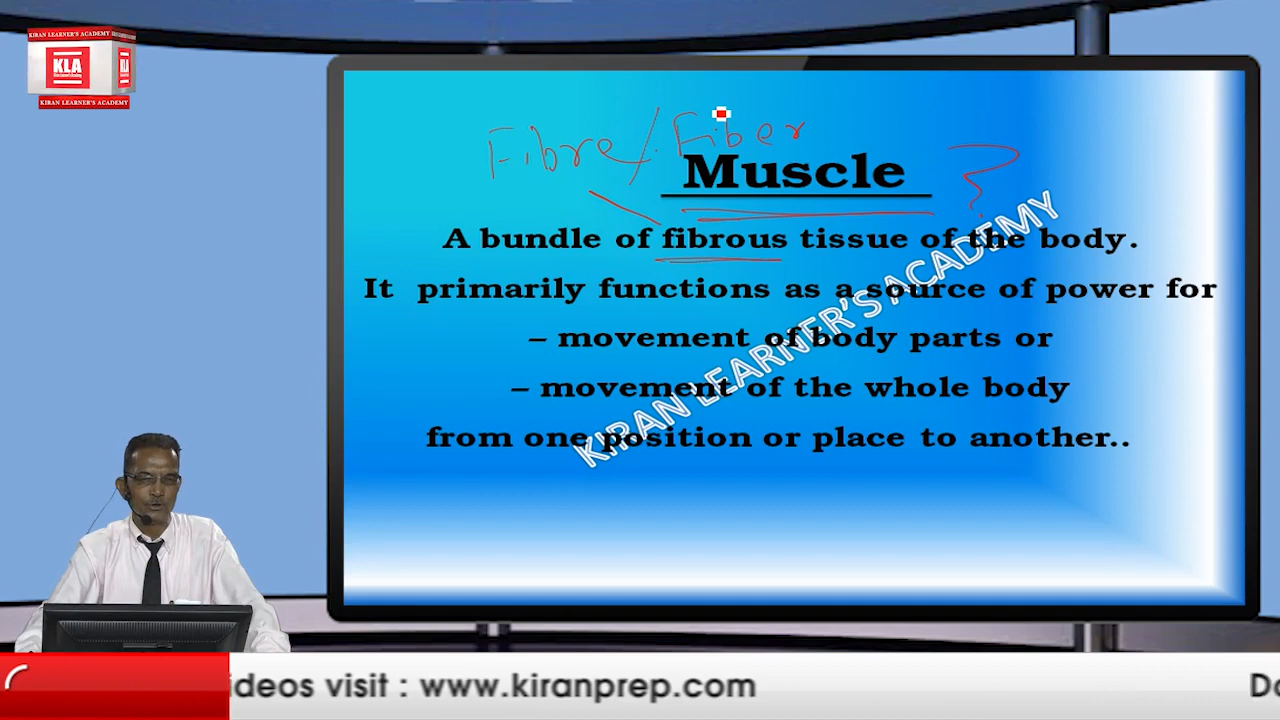 KIRAN LEARNER'S ACADEMY
KLA
KIRAN LEARNER'S ACADEMY
Fibre/Fiber
Muscle ?
A bundle of fibrous tissue of the body.
It primarily functions as a source of power for
– movement of body parts or
– movement of the whole body
from one position or place to another..
KIRAN LEARNER'S ACADEMY
ideos visit : www.kiranprep.com
Do